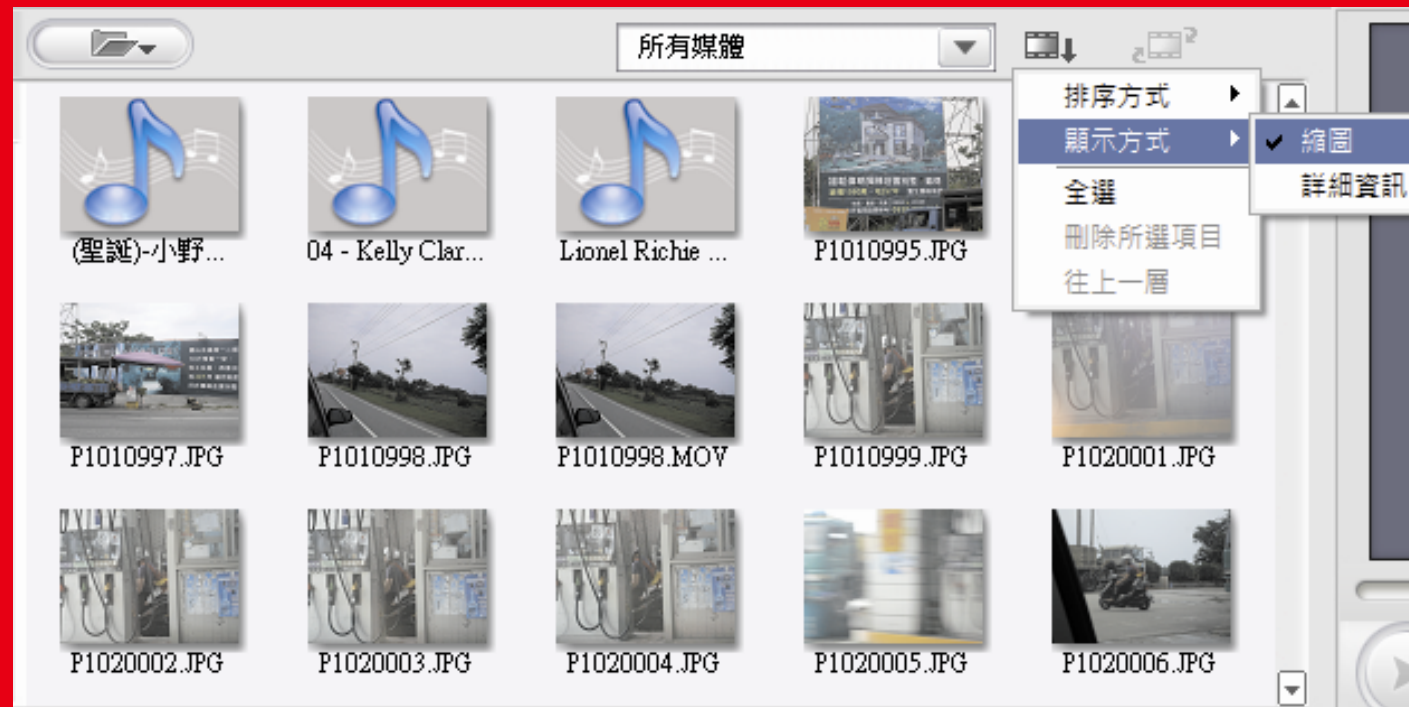 所有媒體
排序方式
顯示方式
縮圖
詳細資訊
全選
刪除所選項目
往上一層
(聖誕)-小野...
04 - Kelly Clar...
Lionel Richie ...
P1010995.JPG
P1010997.JPG
P1010998.JPG
P1010998.MOV
P1010999.JPG
P1020001.JPG
P1020002.JPG
P1020003.JPG
P1020004.JPG
P1020005.JPG
P1020006.JPG